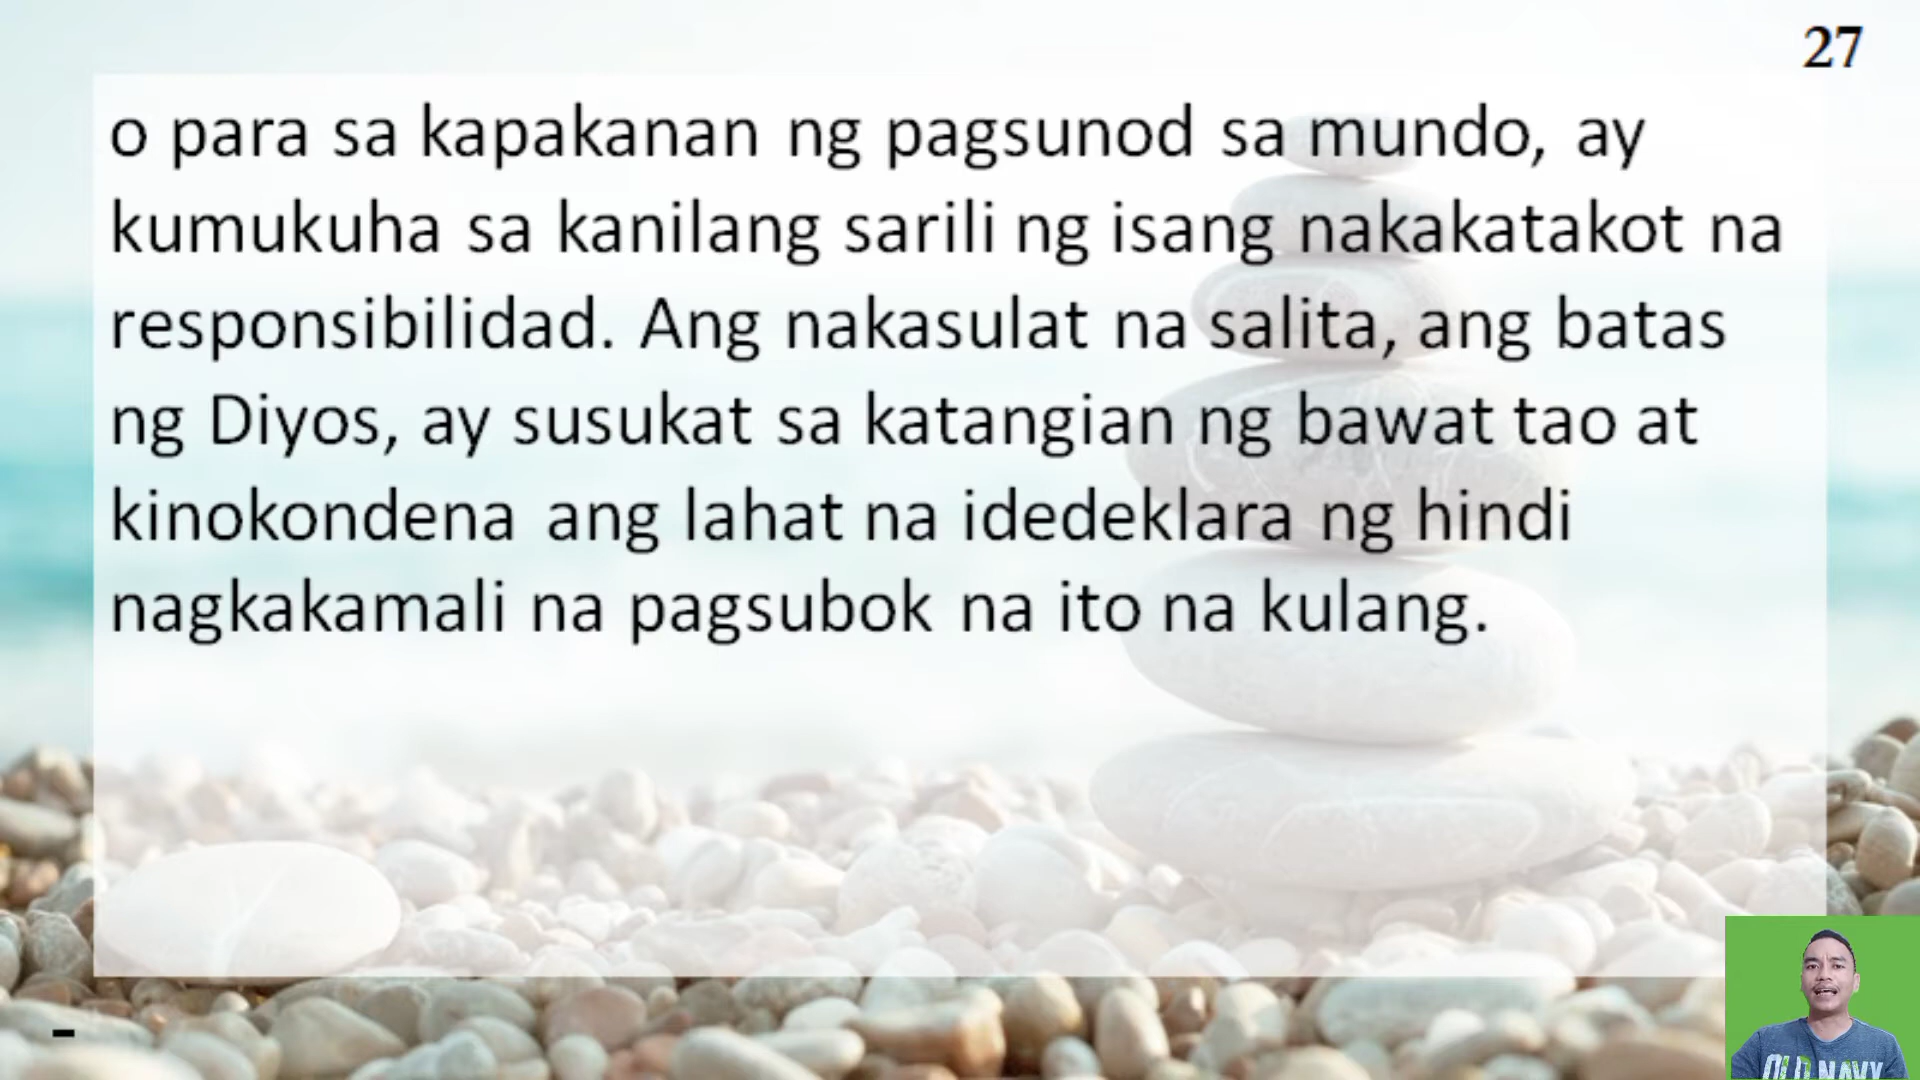 27
o para sa kapakanan ng pagsunod sa mundo, ay
kumukuha sa kanilang sarili ng isang nakakatakot na
responsibilidad. Ang nakasulat na salita, ang batas
ng Diyos, ay susukat sa katangian ng bawat tao at
kinokondena ang lahat na idedeklara ng hindi
nagkakamali na pagsubok na ito na kulang.
-
OLD NAVY